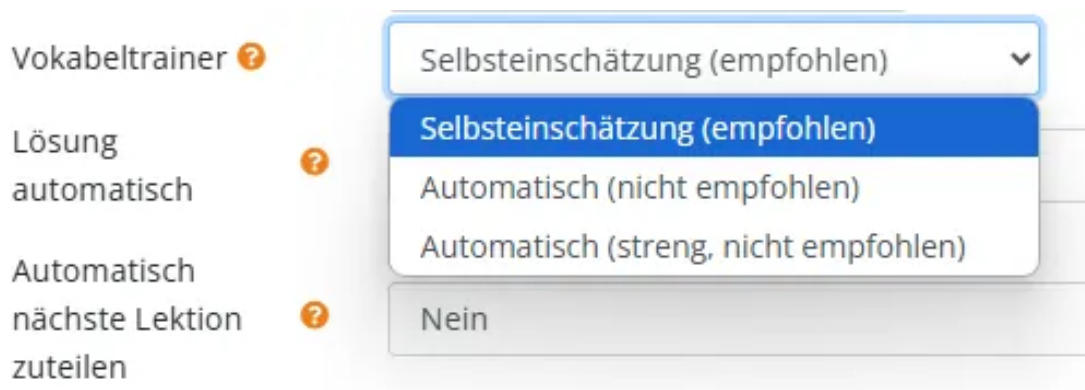 Vokabeltrainer
Selbsteinschätzung (empfohlen)
Selbsteinschätzung (empfohlen)
Lösung
automatisch
Automatisch (nicht empfohlen)
Automatisch (streng, nicht empfohlen)
Automatisch
nächste Lektion
zuteilen
Nein